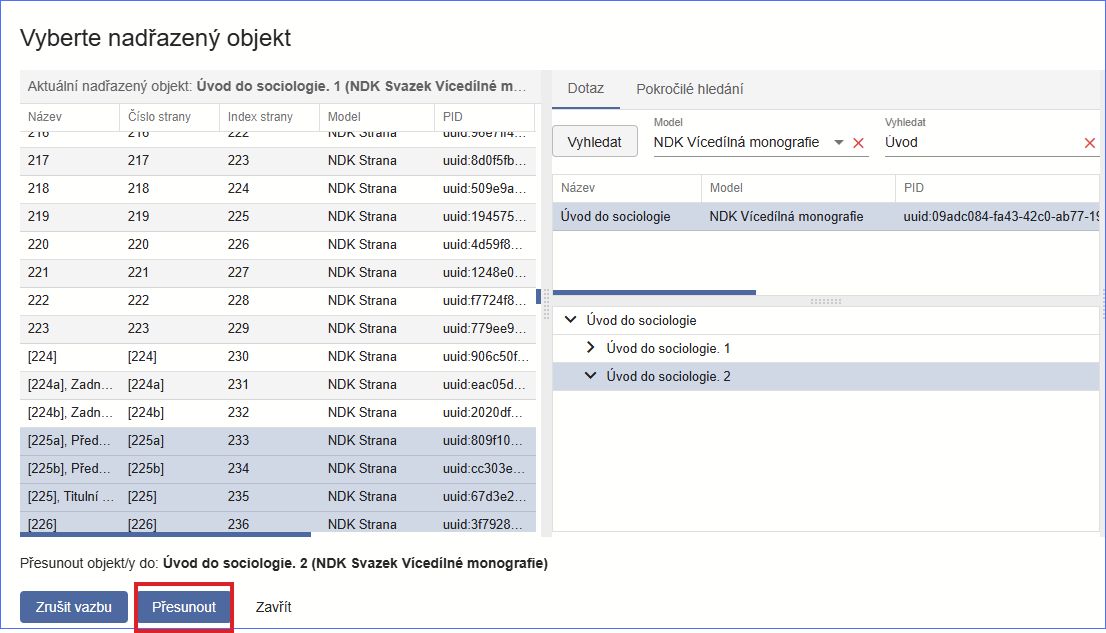 Vyberte nadřazený objekt
Aktuální nadřazený objekt: Úvod do sociologie. 1 (NDK Svazek Vícedílné m...
Název Číslo strany Index strany Model PID
216 216 222 NDK Strana uuid:96e7ff4...
217 217 223 NDK Strana uuid:8d0f5fb...
218 218 224 NDK Strana uuid:509e9a...
219 219 225 NDK Strana uuid:194575...
220 220 226 NDK Strana uuid:4d59f8...
221 221 227 NDK Strana uuid:1248e0...
222 222 228 NDK Strana uuid:f7724f8...
223 223 229 NDK Strana uuid:779ee9...
[224] [224] 230 NDK Strana uuid:906c50f...
[224a], Zadn... [224a] 231 NDK Strana uuid:eac05d...
[224b], Zadn... [224b] 232 NDK Strana uuid:2020df...
[225a], Před... [225a] 233 NDK Strana uuid:809f10...
[225b], Před... [225b] 234 NDK Strana uuid:cc303e...
[225], Titulní ... [225] 235 NDK Strana uuid:67d3e2...
[226] [226] 236 NDK Strana uuid:3f7928...
Dotaz Pokročilé hledání
Model Vyhledat
Vyhledat NDK Vícedílná monografie Úvod
Název Model PID
Úvod do sociologie NDK Vícedílná monografie uuid:09adc084-fa43-42c0-ab77-19
Úvod do sociologie
Úvod do sociologie. 1
Úvod do sociologie. 2
Přesunout objekt/y do: Úvod do sociologie. 2 (NDK Svazek Vícedílné monografie)
Zrušit vazbu Přesunout Zavřít